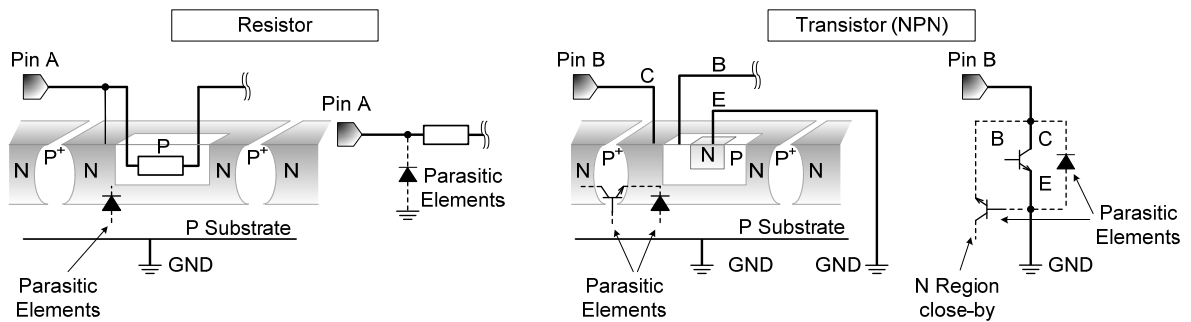 Resistor
Pin A
N
P+
N
P
N
P+
N
Parasitic
Elements
P Substrate
GND
Pin A
Parasitic
Elements
Transistor (NPN)
Pin B
C
B
E
N
P+
N
N
P
N
P+
N
P Substrate
Parasitic
Elements
GND
GND
Pin B
B
C
E
Parasitic
Elements
GND
N Region
close-by